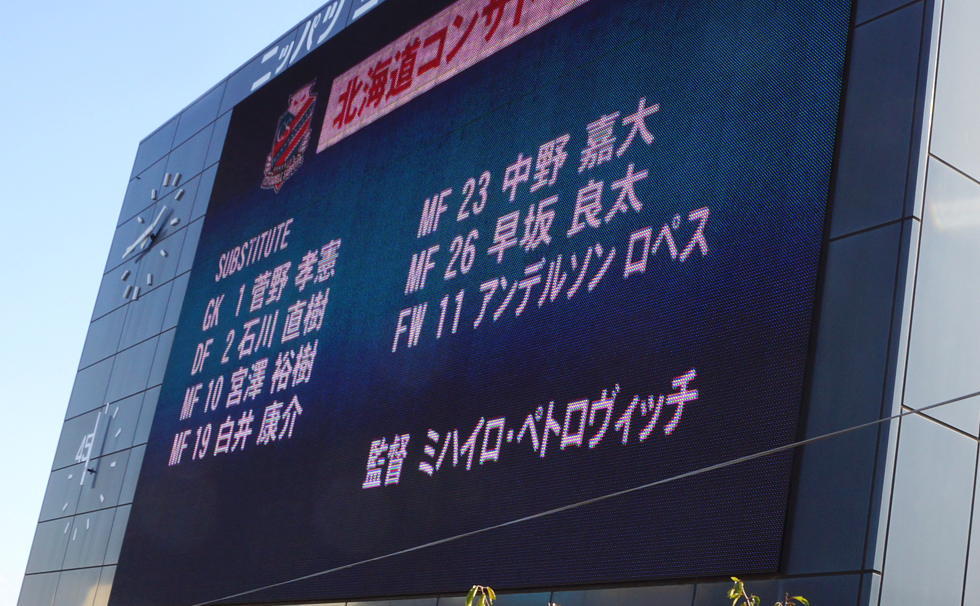 ニッパツ
北海道コンサ
SUBSTITUTE
GK 1 菅野 孝憲
DF 2 石川 直樹
MF 10 宮澤 裕樹
MF 19 白井 康介
MF 23 中野 嘉大
MF 26 早坂 良太
FW 11 アンデルソン ロペス
監督 ミハイロ・ペトロヴィッチ
45